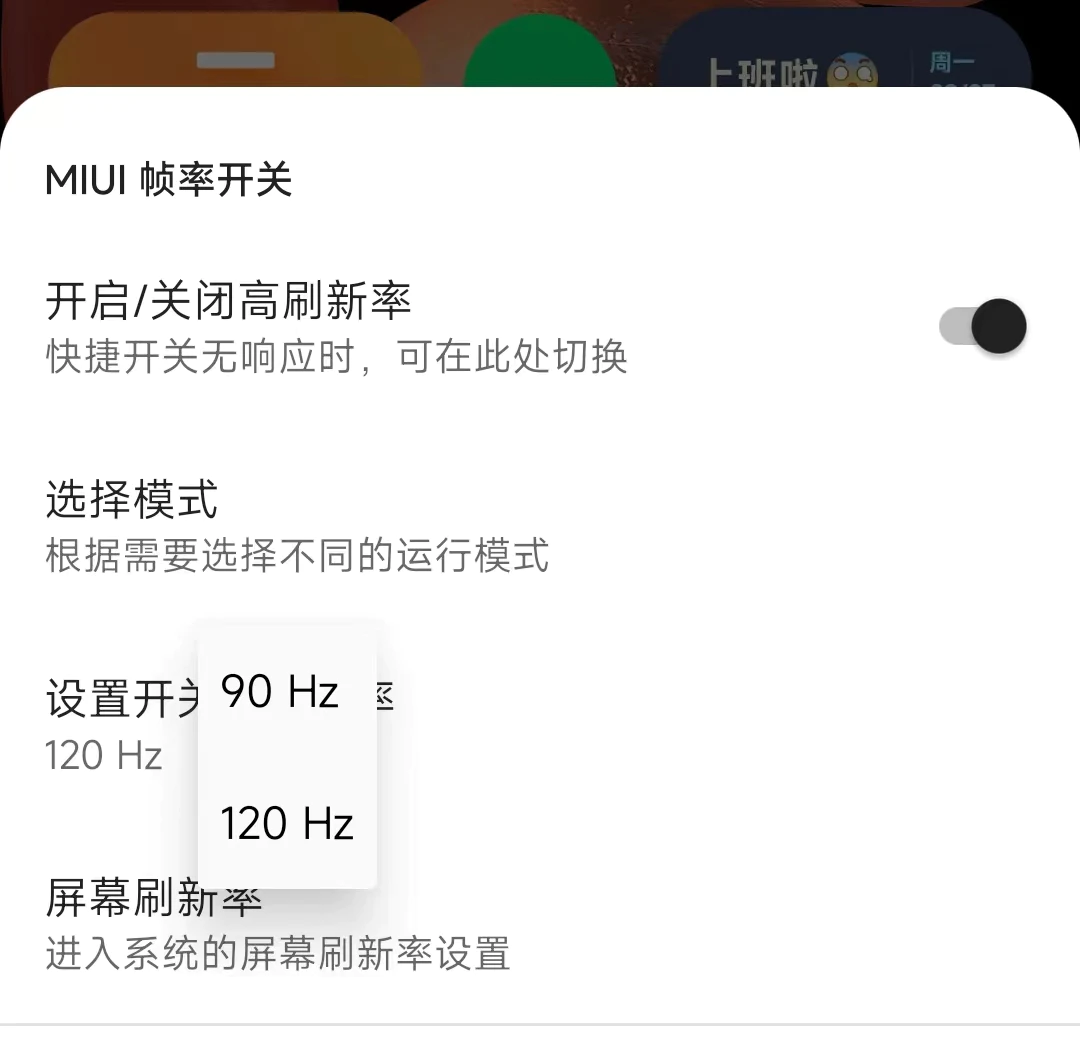 上班啦
周一
MIUI 帧率开关
开启/关闭高刷新率
快捷开关无响应时，可在此处切换
选择模式
根据需要选择不同的运行模式
设置开关
120 Hz
90 Hz
120 Hz
屏幕刷新率
进入系统的屏幕刷新率设置